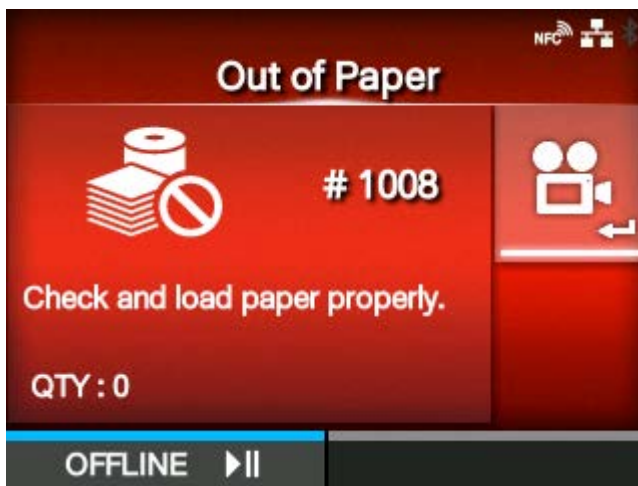 NFC
Out of Paper
# 1008
Check and load paper properly.
QTY : 0
OFFLINE